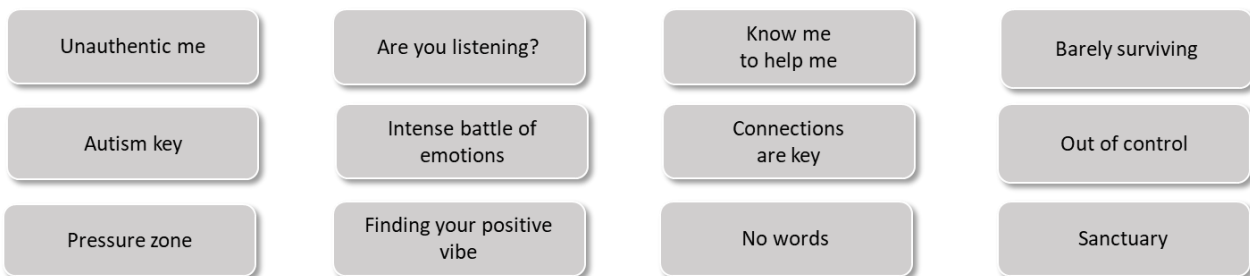 Unauthentic me
Are you listening?
Know me
to help me
Barely surviving
Autism key
Intense battle of
emotions
Connections
are key
Out of control
Pressure zone
Finding your positive
vibe
No words
Sanctuary